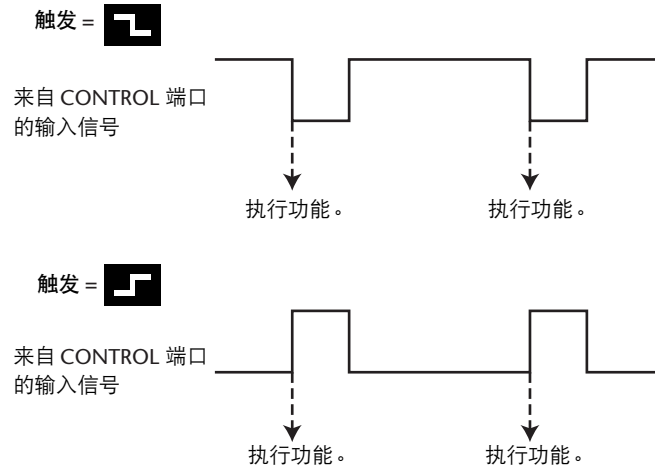 触发 =
来自 CONTROL 端口
的输入信号
执行功能。
执行功能。
触发 =
来自 CONTROL 端口
的输入信号
执行功能。
执行功能。